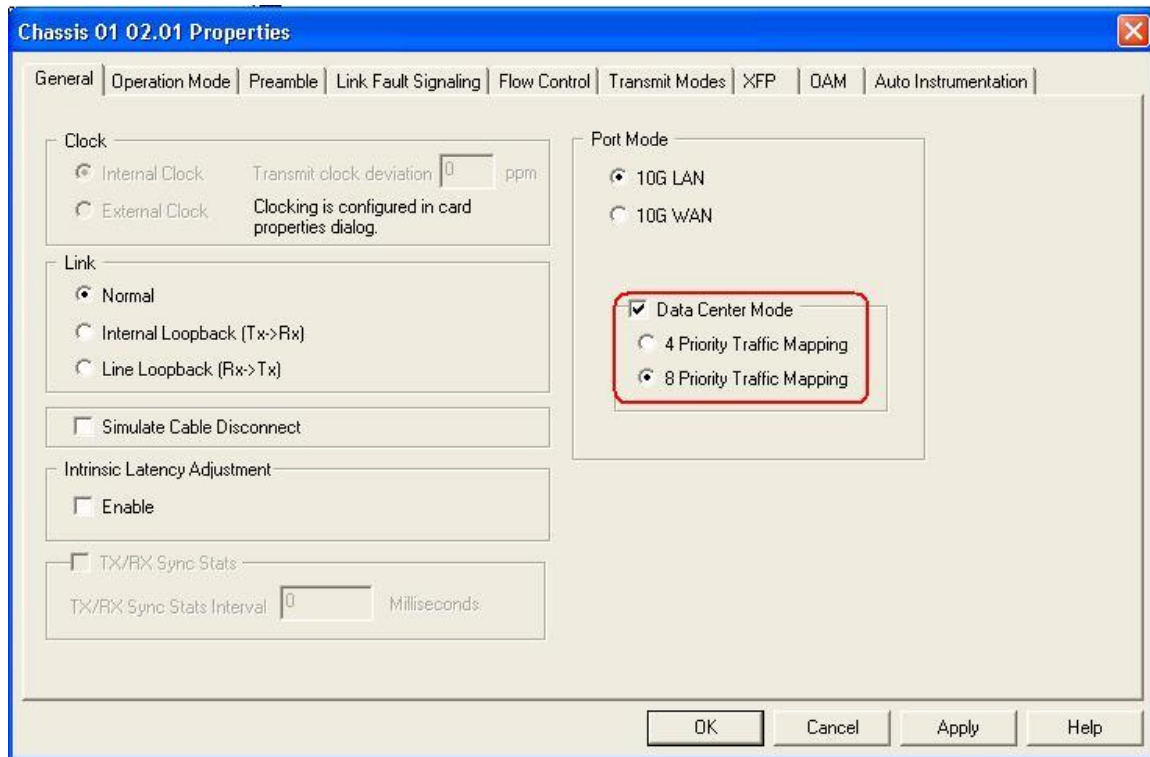 Chassis 01 02.01 Properties
General Operation Mode Preamble Link Fault Signaling Flow Control Transmit Modes XFP OAM Auto Instrumentation
Clock
Internal Clock Transmit clock deviation 0 ppm
External Clock Clocking is configured in card
properties dialog.
Link
Normal
Internal Loopback (Tx->Rx)
Line Loopback (Rx->Tx)
Simulate Cable Disconnect
Intrinsic Latency Adjustment
Enable
TX/RX Sync Stats
TX/RX Sync Stats Interval 0 Milliseconds
Port Mode
10G LAN
10G WAN
Data Center Mode
4 Priority Traffic Mapping
8 Priority Traffic Mapping
OK Cancel Apply Help